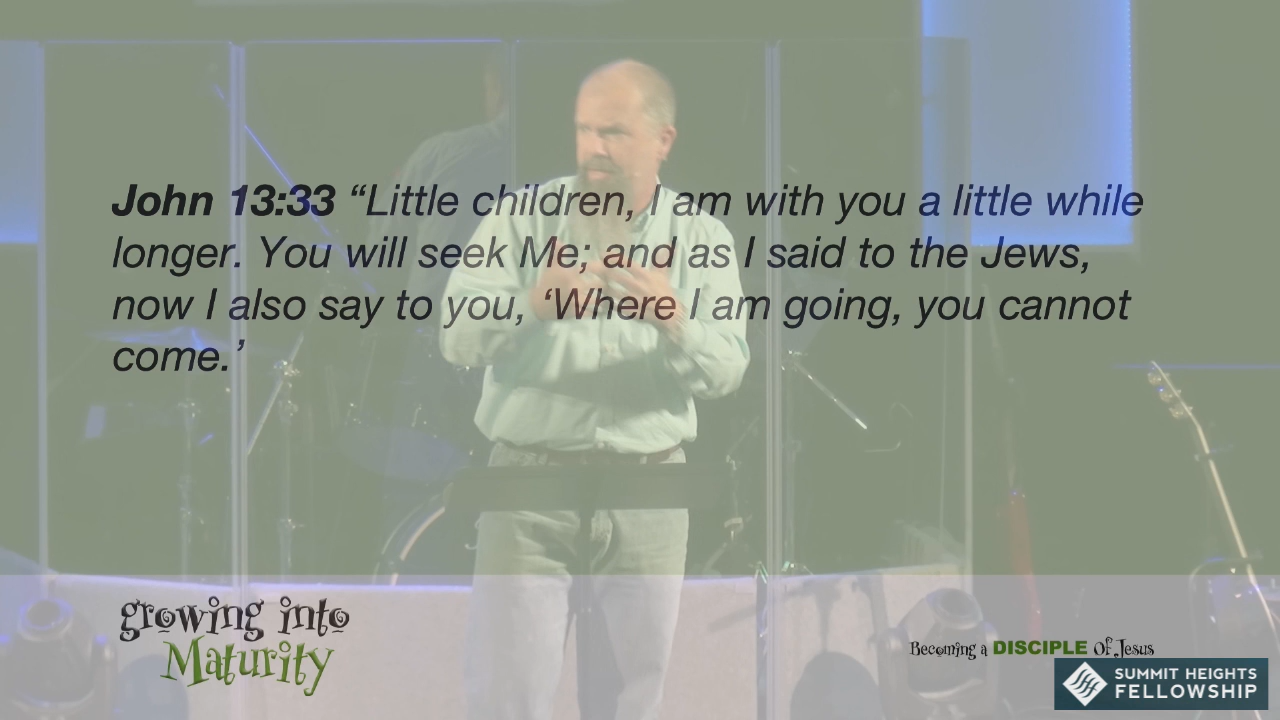 John 13:33 “Little children, I am with you a little while
longer. You will seek Me; and as I said to the Jews,
now I also say to you, ‘Where I am going, you cannot
come.’
growing into
Maturity
Becoming a DISCIPLE Of Jesus
SUMMIT HEIGHTS
FELLOWSHIP